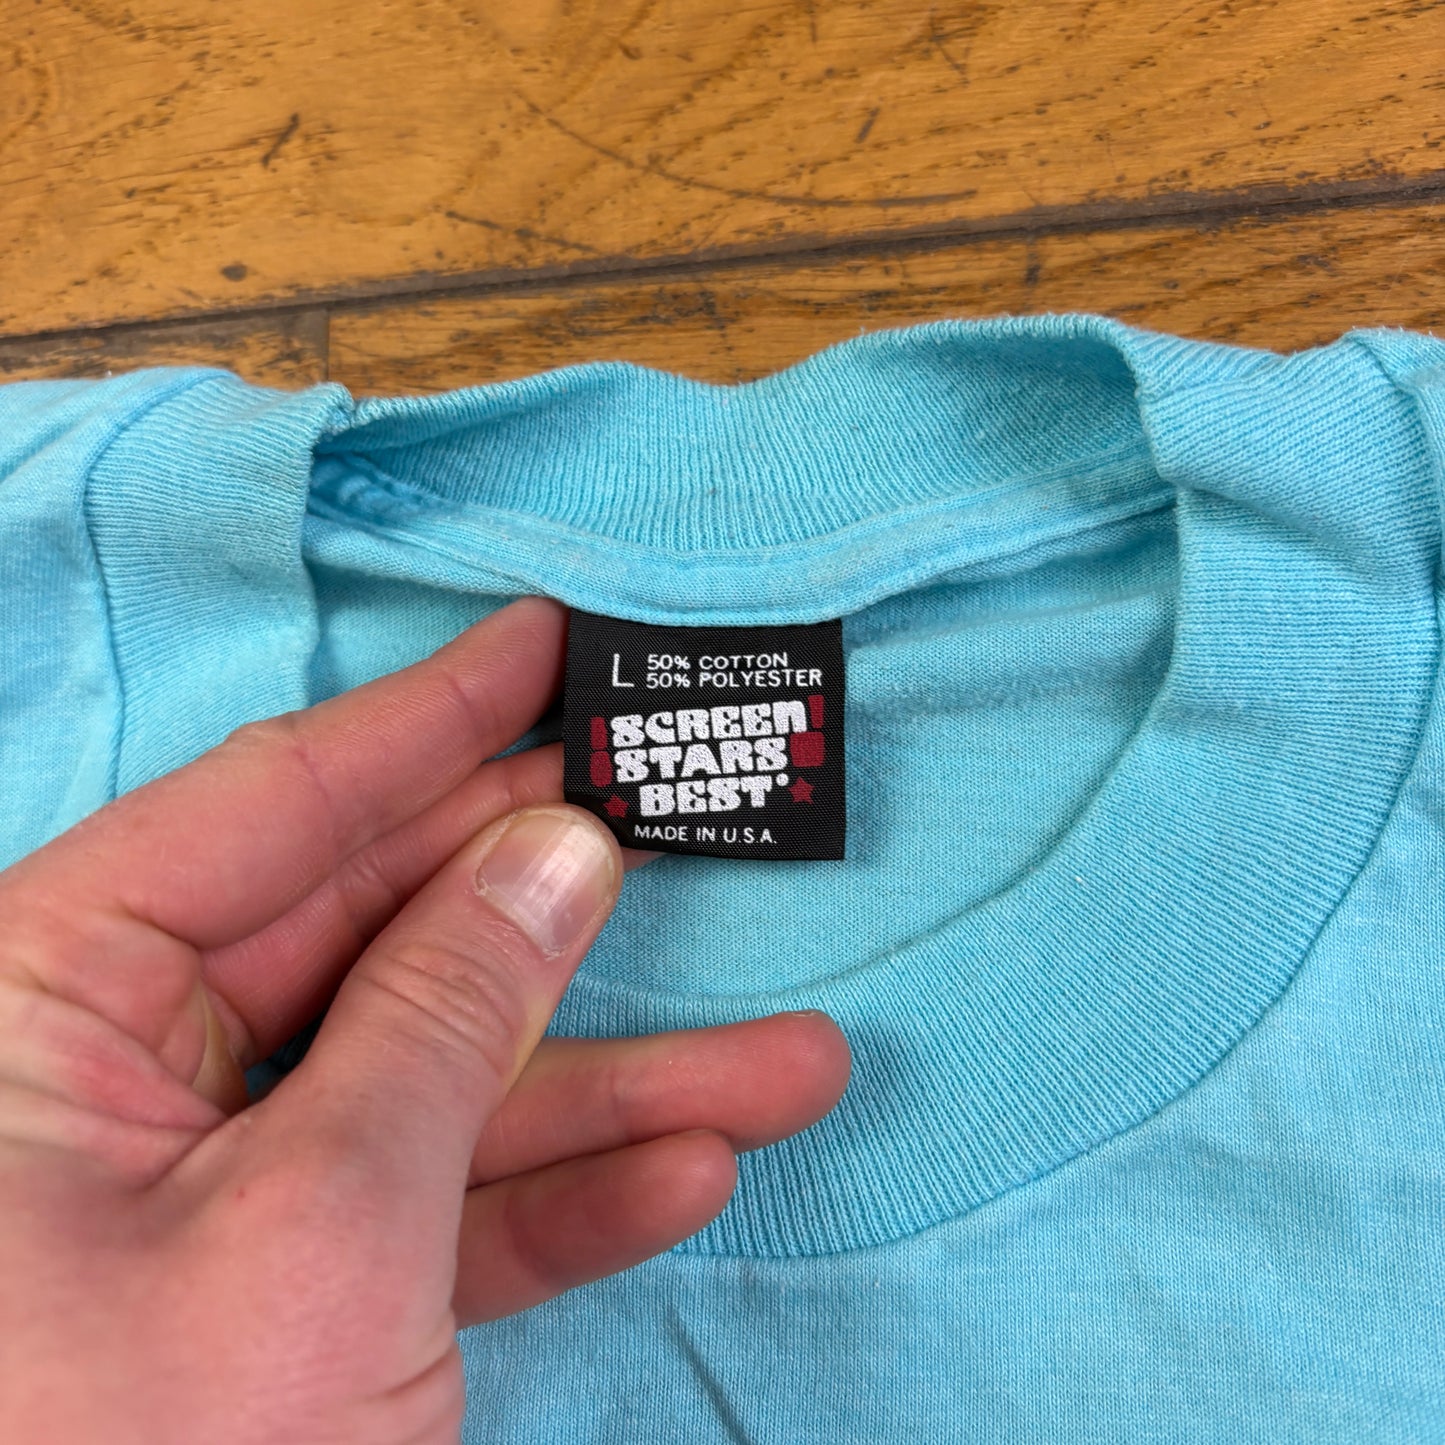 L 50% COTTON
50% POLYESTER
SCREEN
STARS
BEST®
MADE IN U.S.A.